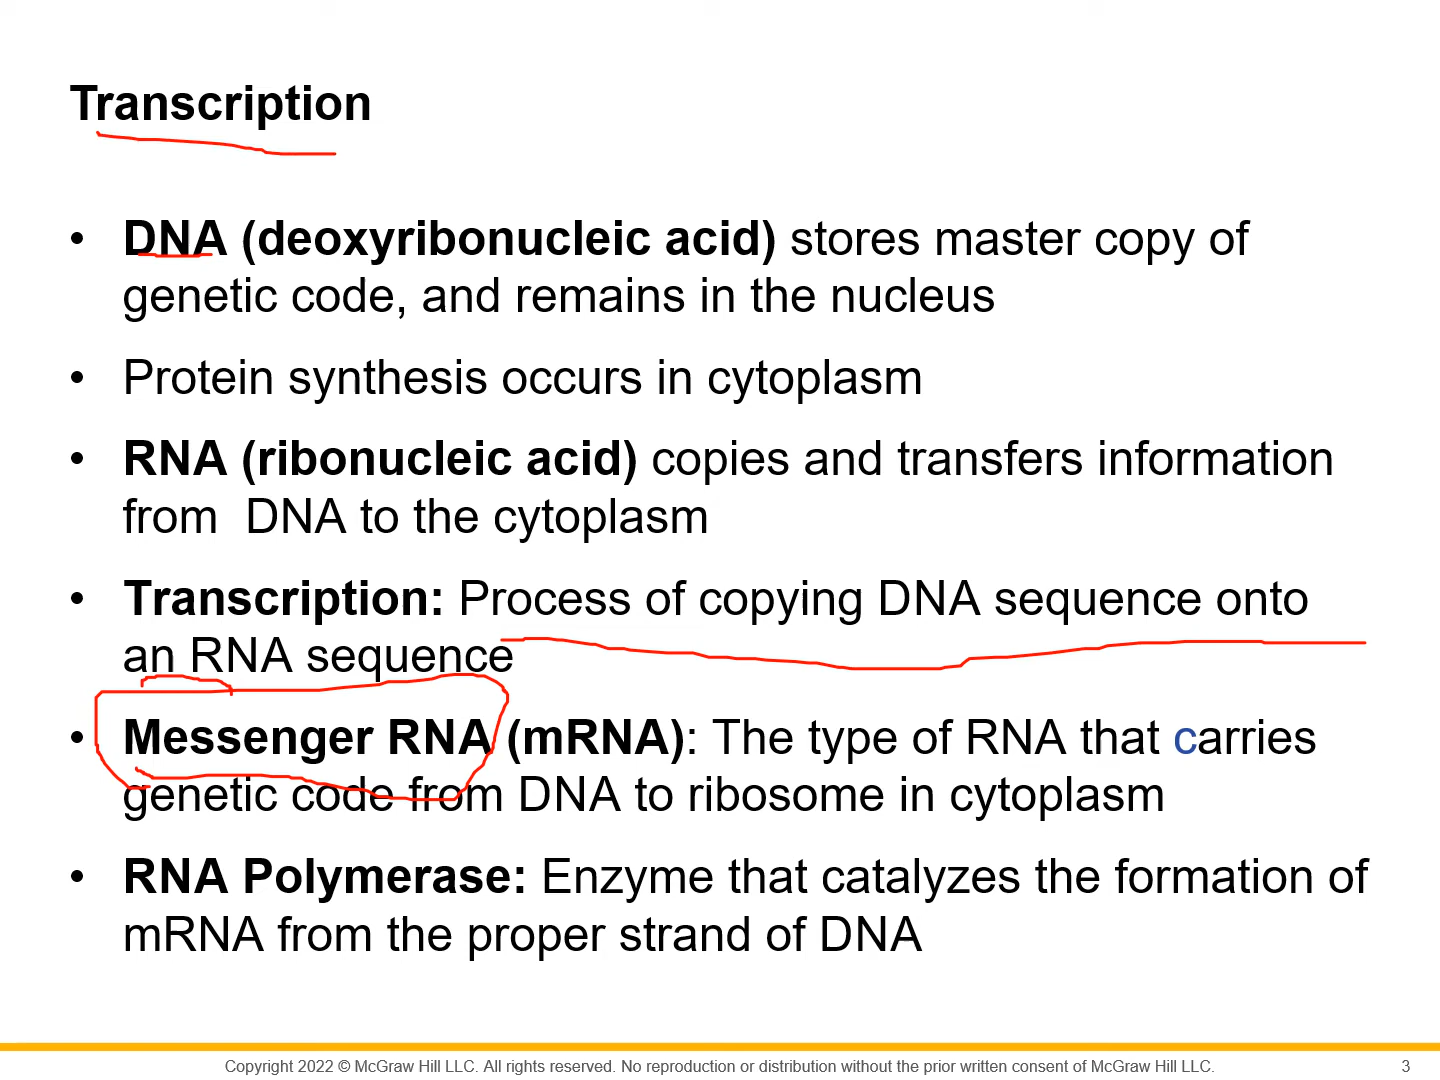 Transcription
• DNA (deoxyribonucleic acid) stores master copy of
genetic code, and remains in the nucleus
• Protein synthesis occurs in cytoplasm
• RNA (ribonucleic acid) copies and transfers information
from  DNA to the cytoplasm
• Transcription: Process of copying DNA sequence onto
an RNA sequence
• Messenger RNA (mRNA): The type of RNA that carries
genetic code from DNA to ribosome in cytoplasm
• RNA Polymerase: Enzyme that catalyzes the formation of
mRNA from the proper strand of DNA
Copyright 2022 © McGraw Hill LLC. All rights reserved. No reproduction or distribution without the prior written consent of McGraw Hill LLC.
3